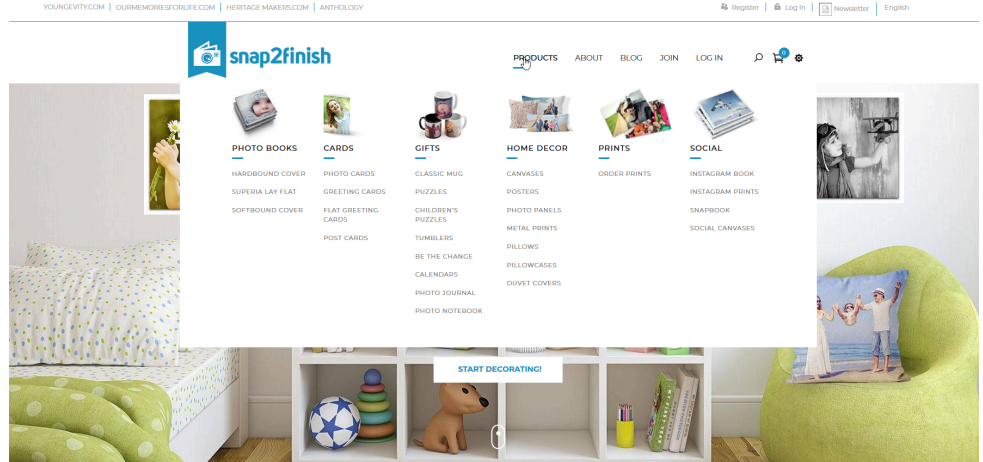 YOUNGEVITY.COM | OURMEMORIESFORLIFE.COM | HERITAGE MAKERS.COM | ANTHOLOGY
Register | Log In | Newsletter | English
snap2finish
PRODUCTS ABOUT BLOG JOIN LOG IN 0
PHOTO BOOKS
HARDBOUND COVER
SUPERIA LAY FLAT
SOFTBOUND COVER
CARDS
PHOTO CARDS
GREETING CARDS
FLAT GREETING
CARDS
POST CARDS
GIFTS
CLASSIC MUG
PUZZLES
CHILDREN'S
PUZZLES
TUMBLERS
BE THE CHANGE
CALENDARS
PHOTO JOURNAL
PHOTO NOTEBOOK
HOME DECOR
CANVASES
POSTERS
PHOTO PANELS
METAL PRINTS
PILLOWS
PILLOWCASES
DUVET COVERS
PRINTS
ORDER PRINTS
SOCIAL
INSTAGRAM BOOK
INSTAGRAM PRINTS
SNAPBOOK
SOCIAL CANVASES
START DECORATING!